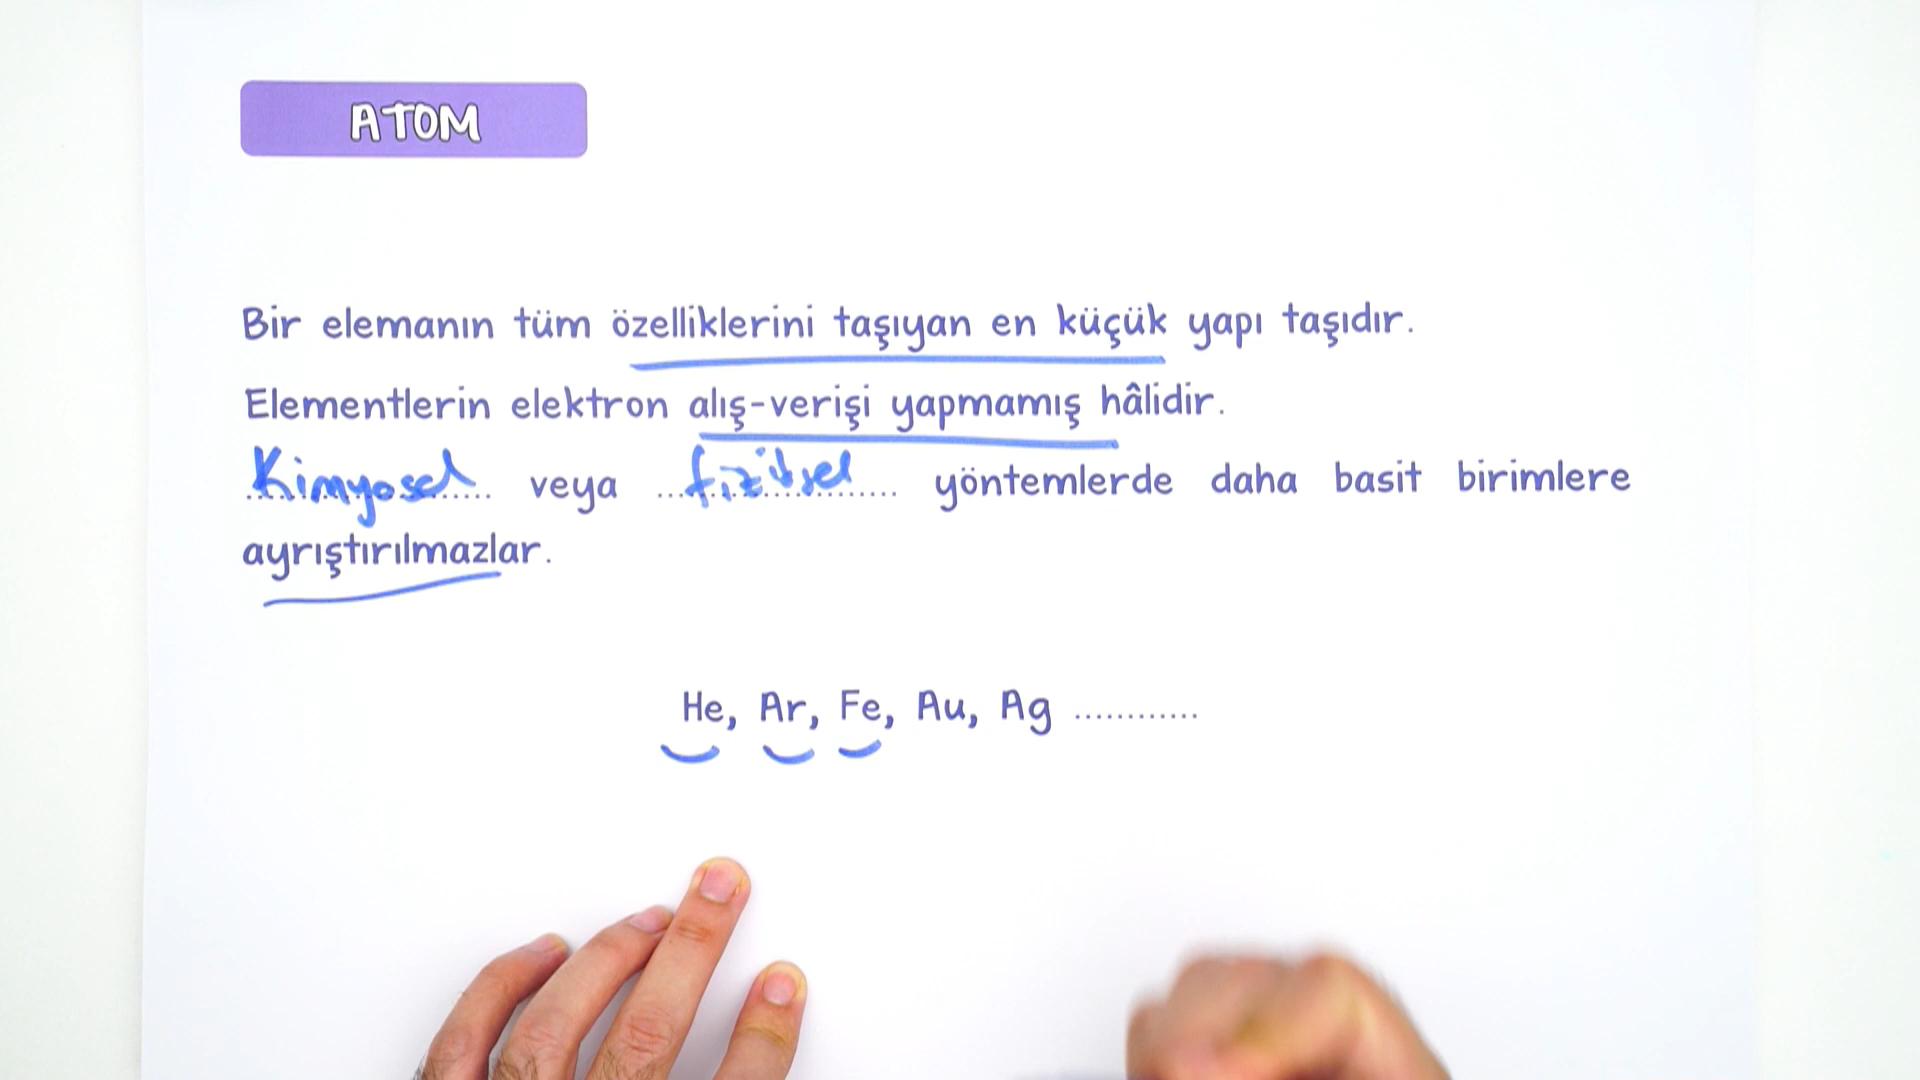 ATOM
Bir elemanın tüm özelliklerini taşıyan en küçük yapı taşıdır.
Elementlerin elektron alış-verişi yapmamış hâlidir.
Kimyasal veya fiziksel yöntemlerde daha basit birimlere
ayrıştırılmazlar.
He, Ar, Fe, Au, Ag ............